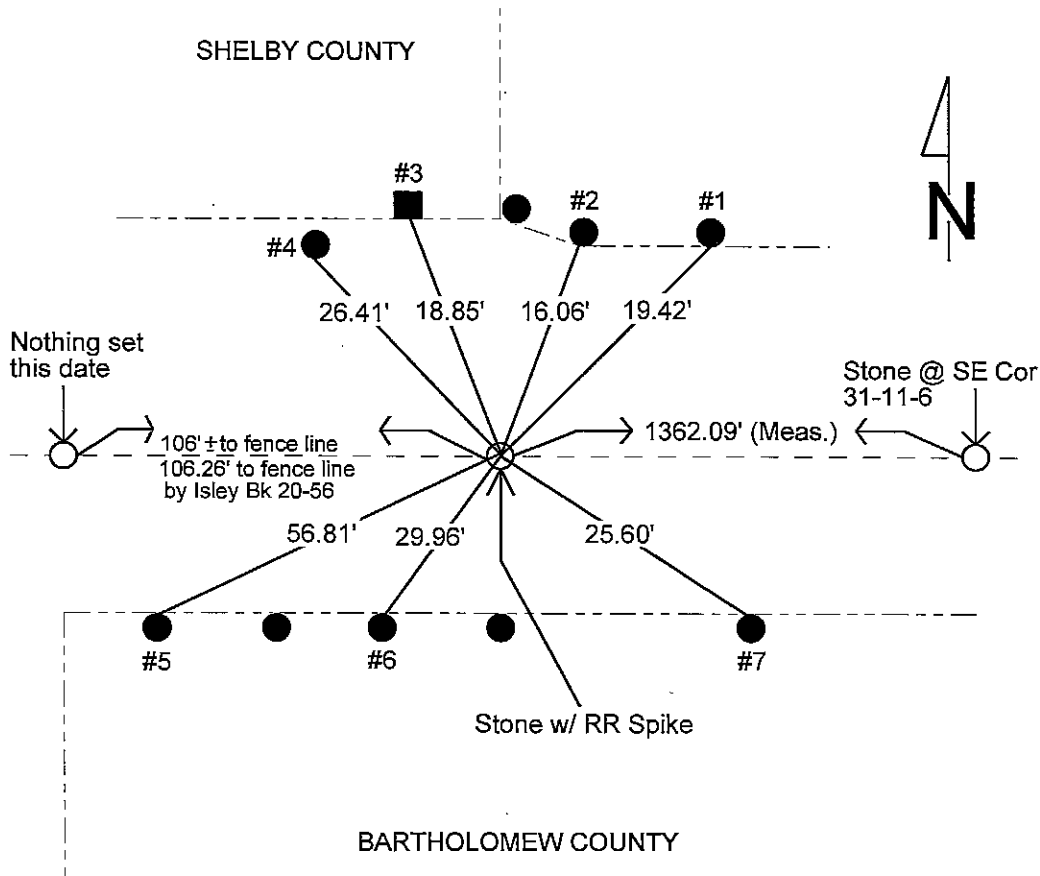 SHELBY COUNTY
#3
#2
#1
#4
N
26.41'
18.85'
16.06'
19.42'
Nothing set
this date
Stone @ SE Cor
31-11-6
1362.09' (Meas.)
106' ± to fence line
106.26' to fence line
by Isley Bk 20-56
56.81'
29.96'
25.60'
#5
#6
#7
Stone w/ RR Spike
BARTHOLOMEW COUNTY